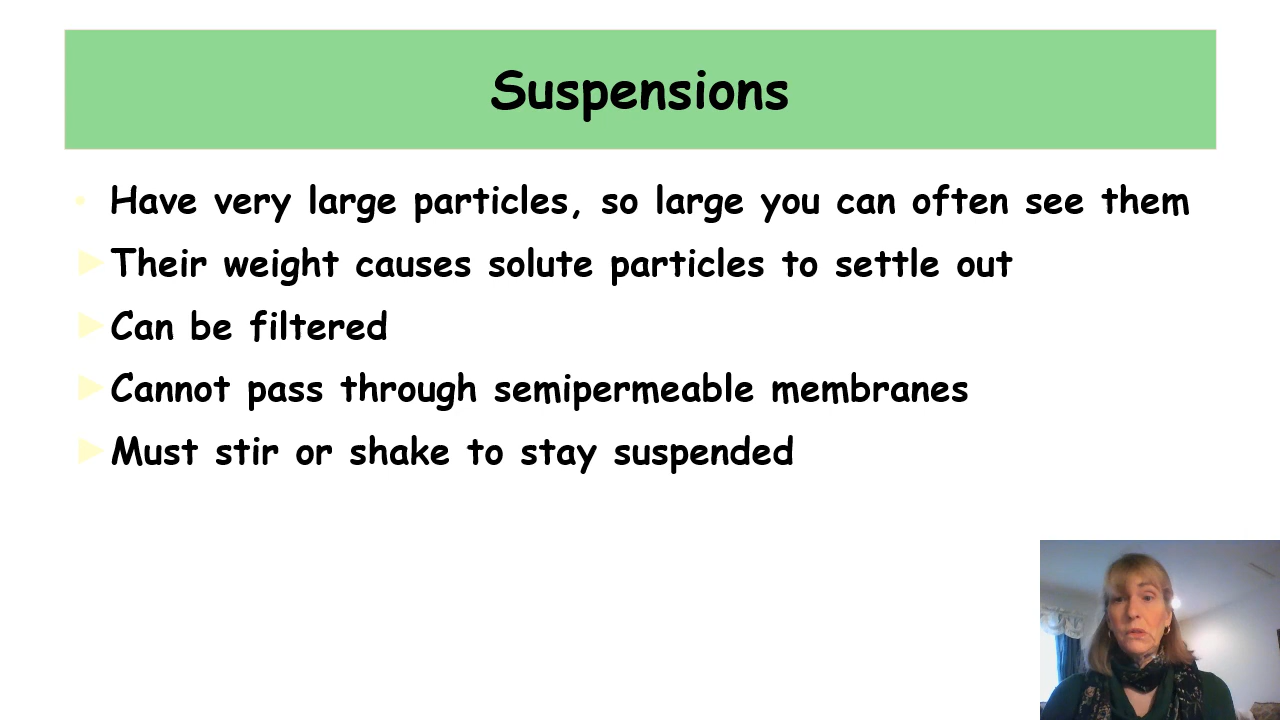 Suspensions
Have very large particles, so large you can often see them
Their weight causes solute particles to settle out
Can be filtered
Cannot pass through semipermeable membranes
Must stir or shake to stay suspended